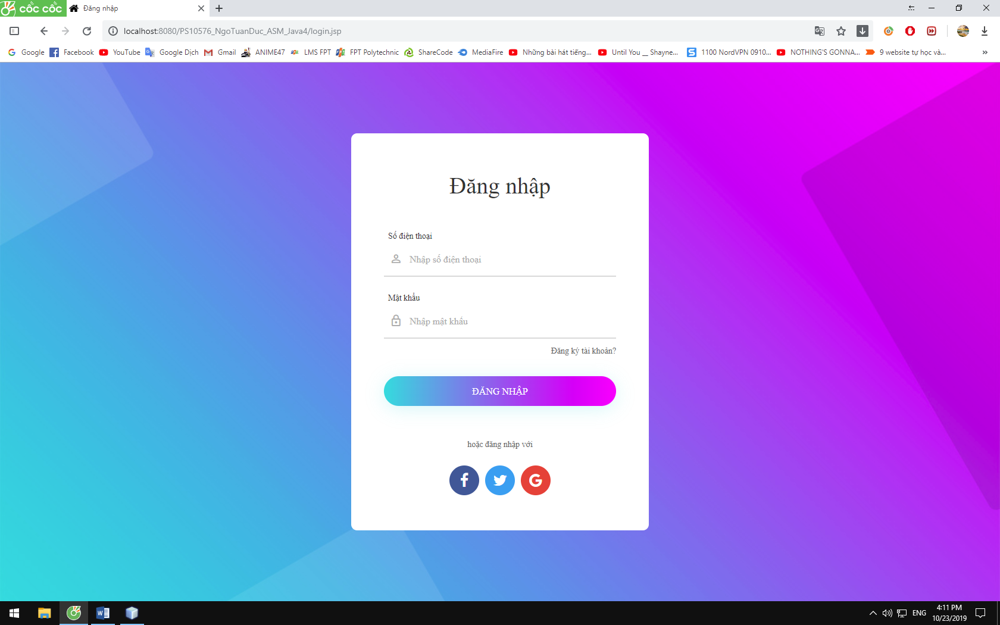 cốc cốc
Đăng nhập
localhost:8080/PS10576_NgoTuanDuc_ASM_Java4/login.jsp
Google Facebook YouTube Google Dịch Gmail ANIME47 LMS FPT FPT Polytechnic ShareCode MediaFire Những bài hát tiếng... Until You __ Shayne... 1100 NordVPN 0910... NOTHING'S GONNA... 9 website tự học và...
Đăng nhập
Số điện thoại
Nhập số điện thoại
Mật khẩu
Nhập mật khẩu
Đăng ký tài khoản?
ĐĂNG NHẬP
hoặc đăng nhập với
ENG
4:11 PM
10/23/2019